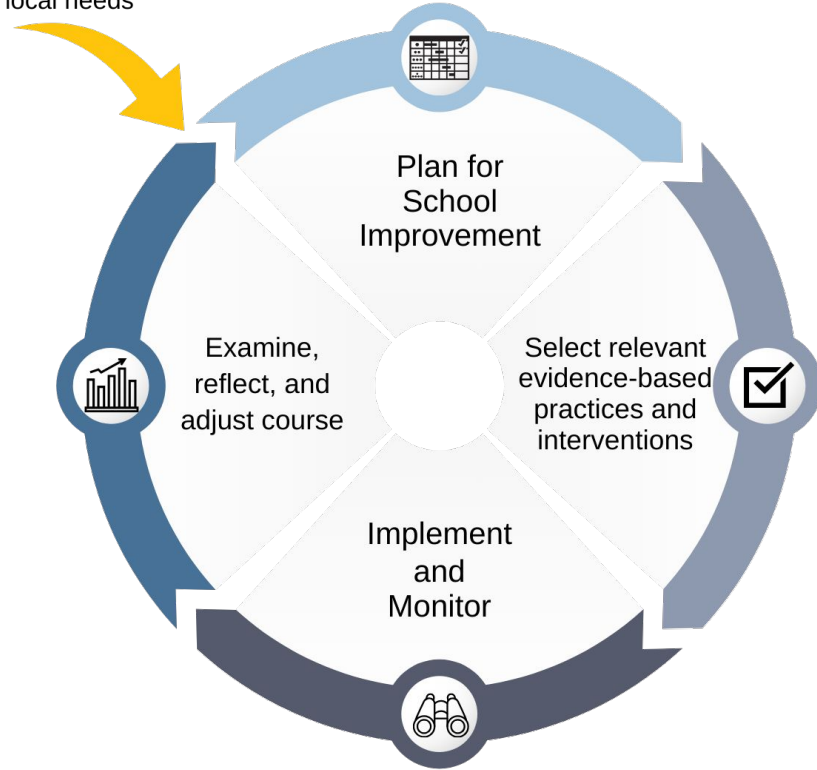 local needs
Plan for
School
Improvement
Select relevant
evidence-based
practices and
interventions
Implement
and
Monitor
Examine,
reflect, and
adjust course